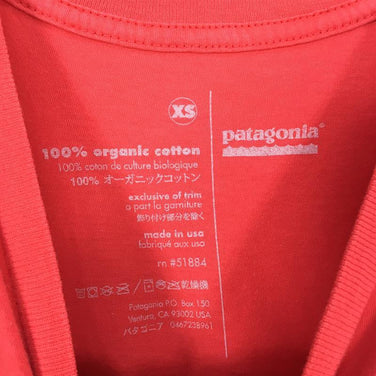 XS
patagonia®
100% organic cotton
100% coton de culture biologique
100% オーガニックコットン
exclusive of trim
a part la garniture
飾り付け部分を除く
made in usa
fabriqué aux usa
rn #51884
乾燥機
Patagonia P.O. Box 150
Ventura, CA 93002 USA
パタゴニア 0467238961